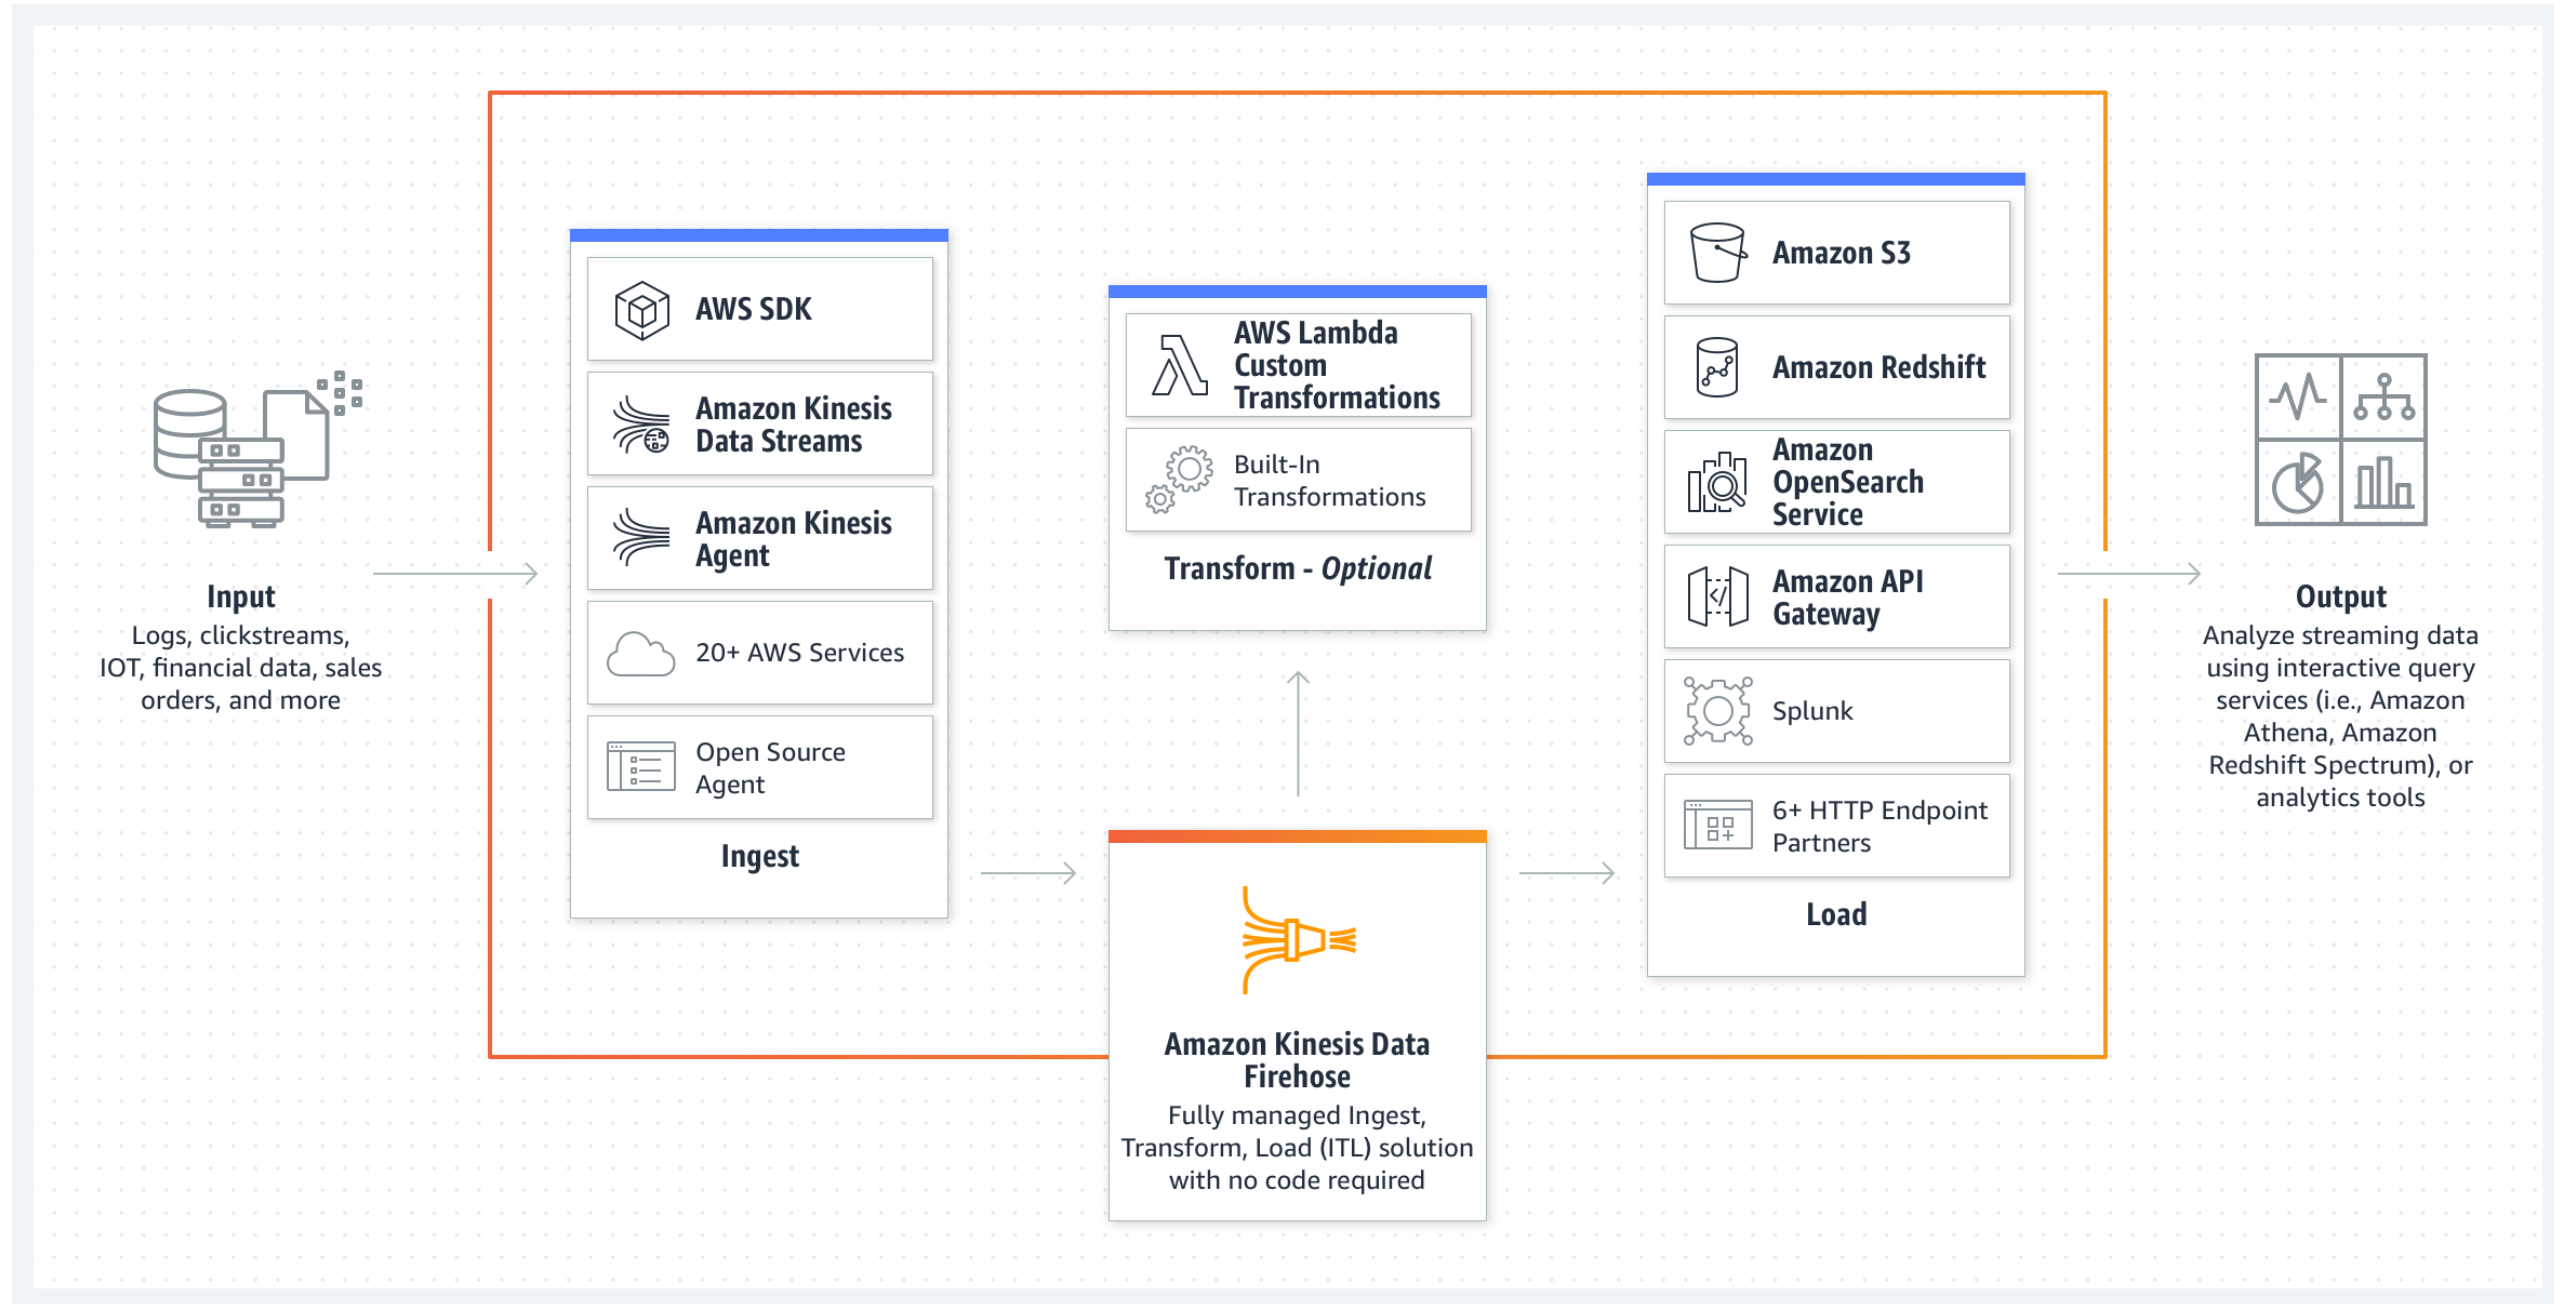 Input
Logs, clickstreams,
IOT, financial data, sales
orders, and more
AWS SDK
Amazon Kinesis
Data Streams
Amazon Kinesis
Agent
20+ AWS Services
Open Source
Agent
Ingest
AWS Lambda
Custom
Transformations
Built-In
Transformations
Transform - Optional
Amazon Kinesis Data
Firehose
Fully managed Ingest,
Transform, Load (ITL) solution
with no code required
Amazon S3
Amazon Redshift
Amazon
OpenSearch
Service
Amazon API
Gateway
Splunk
6+ HTTP Endpoint
Partners
Load
Output
Analyze streaming data
using interactive query
services (i.e., Amazon
Athena, Amazon
Redshift Spectrum), or
analytics tools